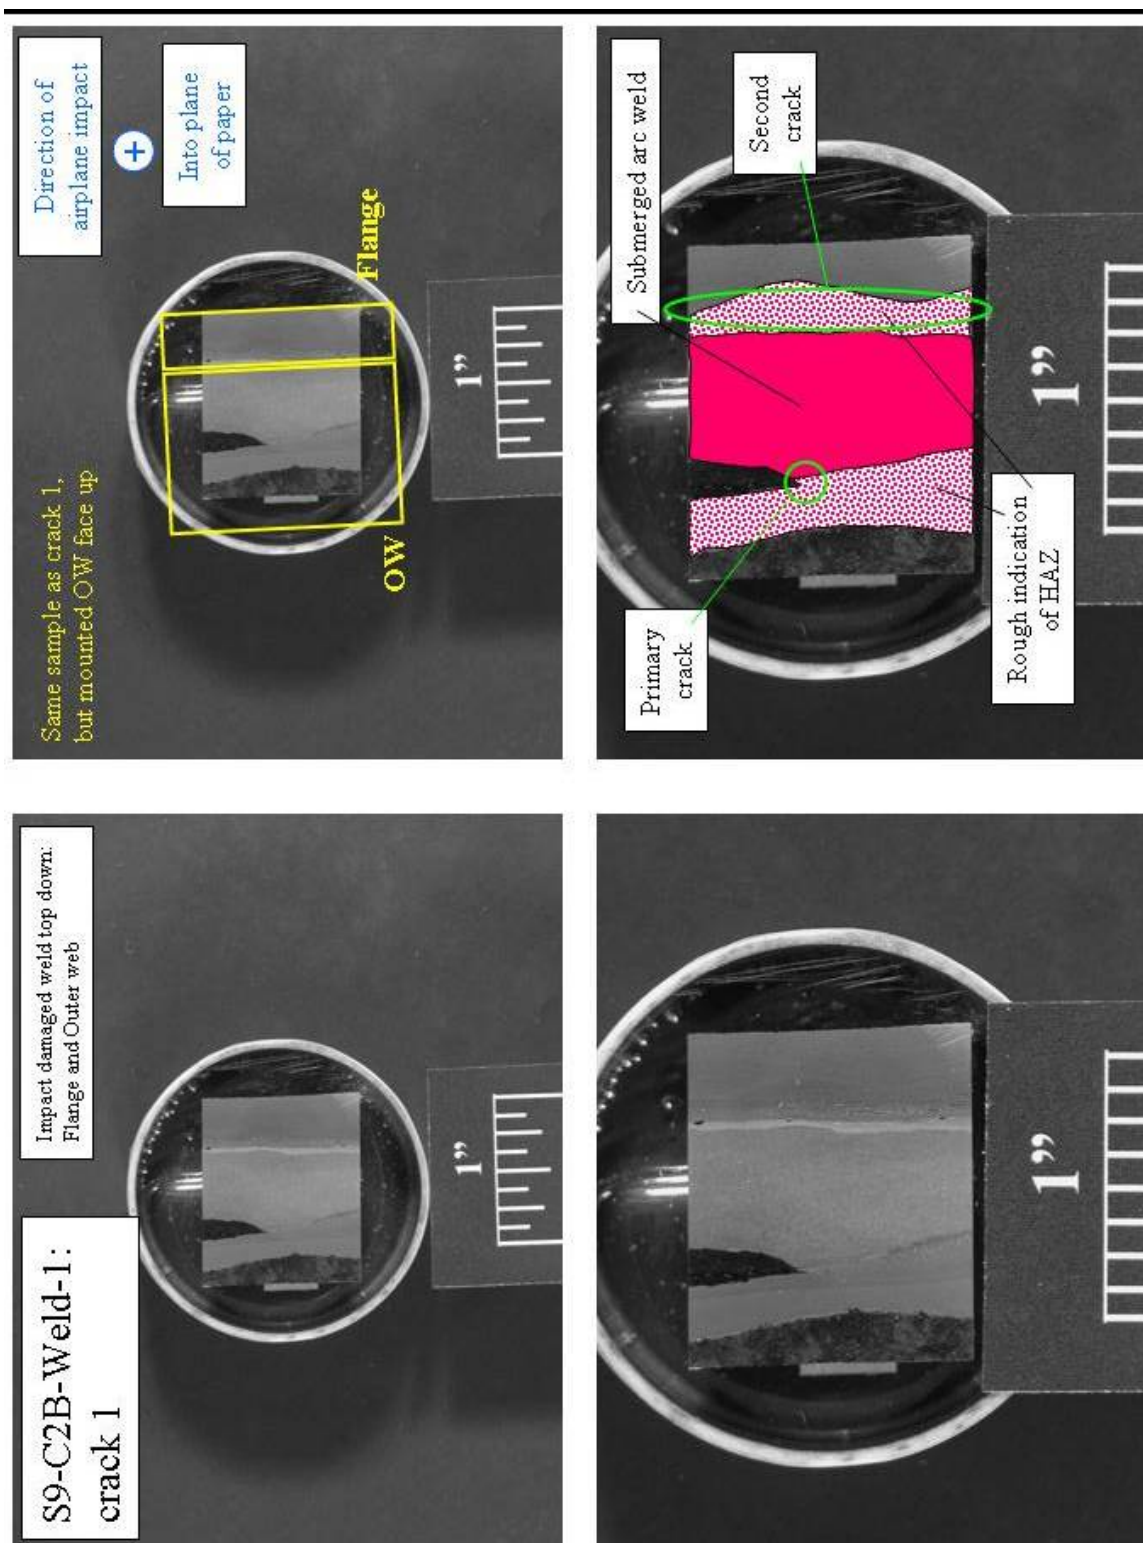 S9-C2B-Weld-1:
crack 1
Impact damaged weld top down:
Flange and Outer web
1”
Same sample as crack 1,
but mounted OW face up
Direction of
airplane impact
+
Into plane
of paper
OW
Flange
1”
1”
Primary
crack
Submerged arc weld
Second
crack
Rough indication
of HAZ
1”